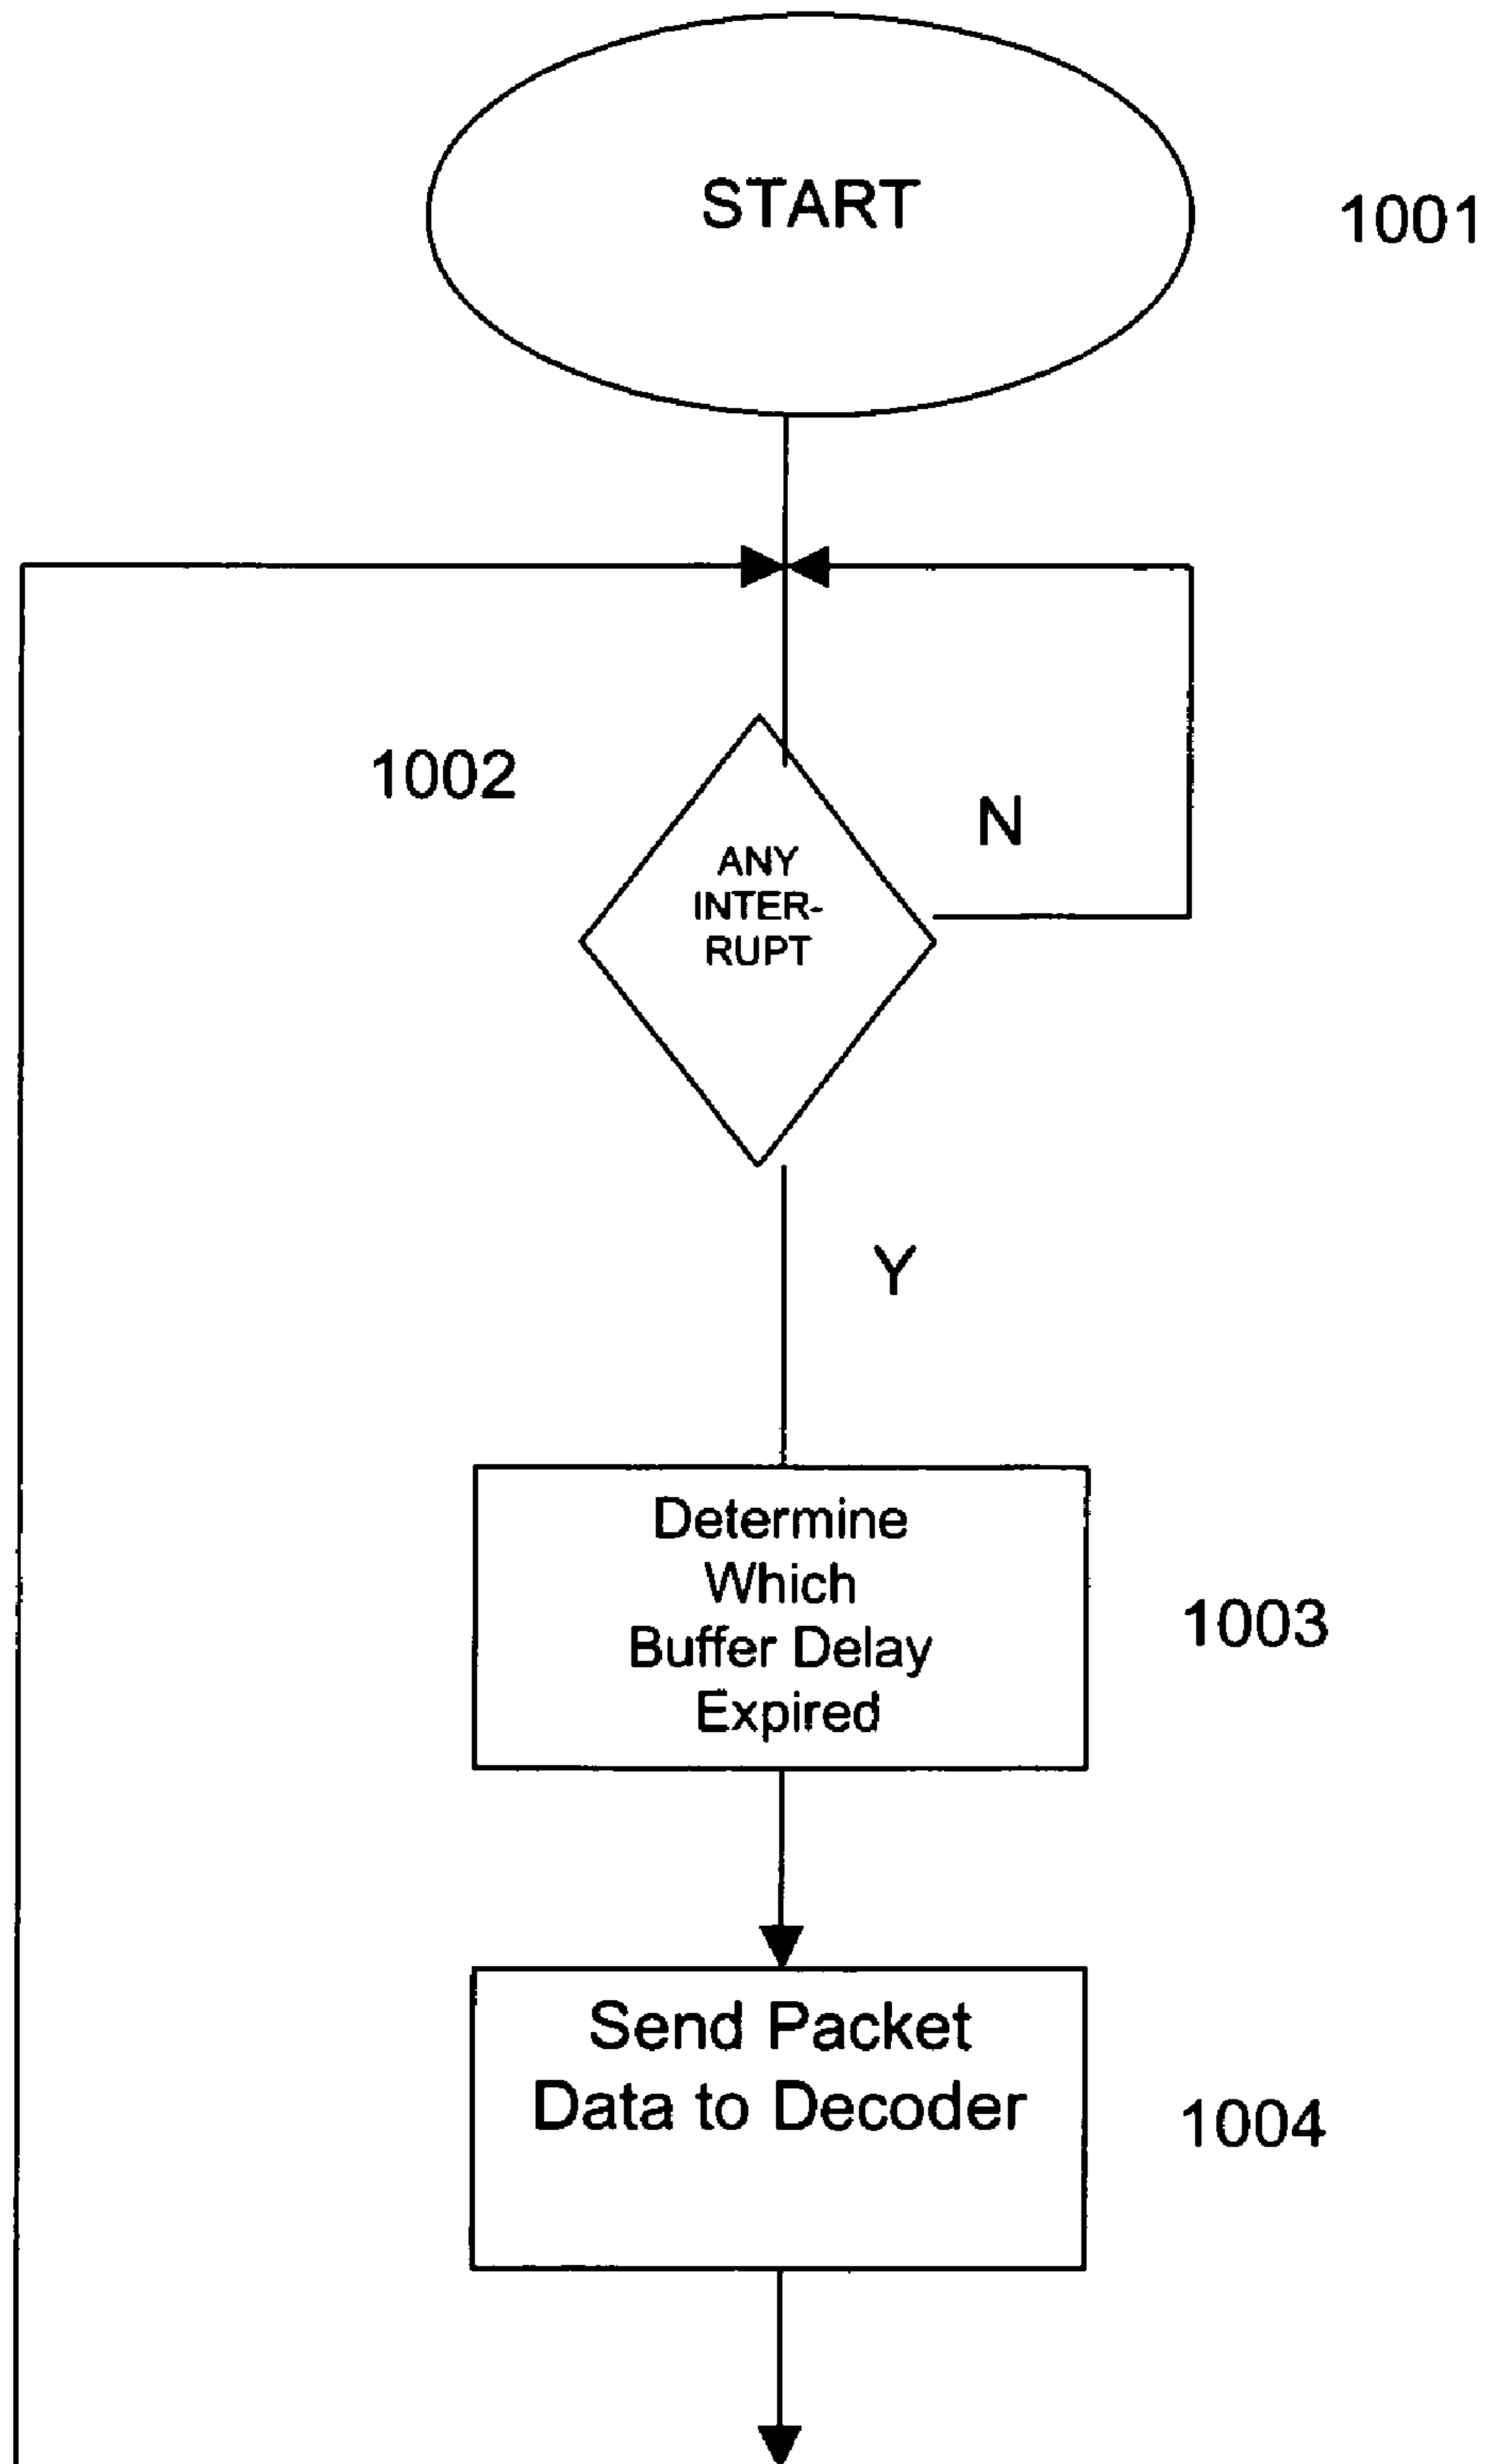 START
1001
1002
ANY
INTER-
RUPT
N
Y
Determine
Which
Buffer Delay
Expired
1003
Send Packet
Data to Decoder
1004